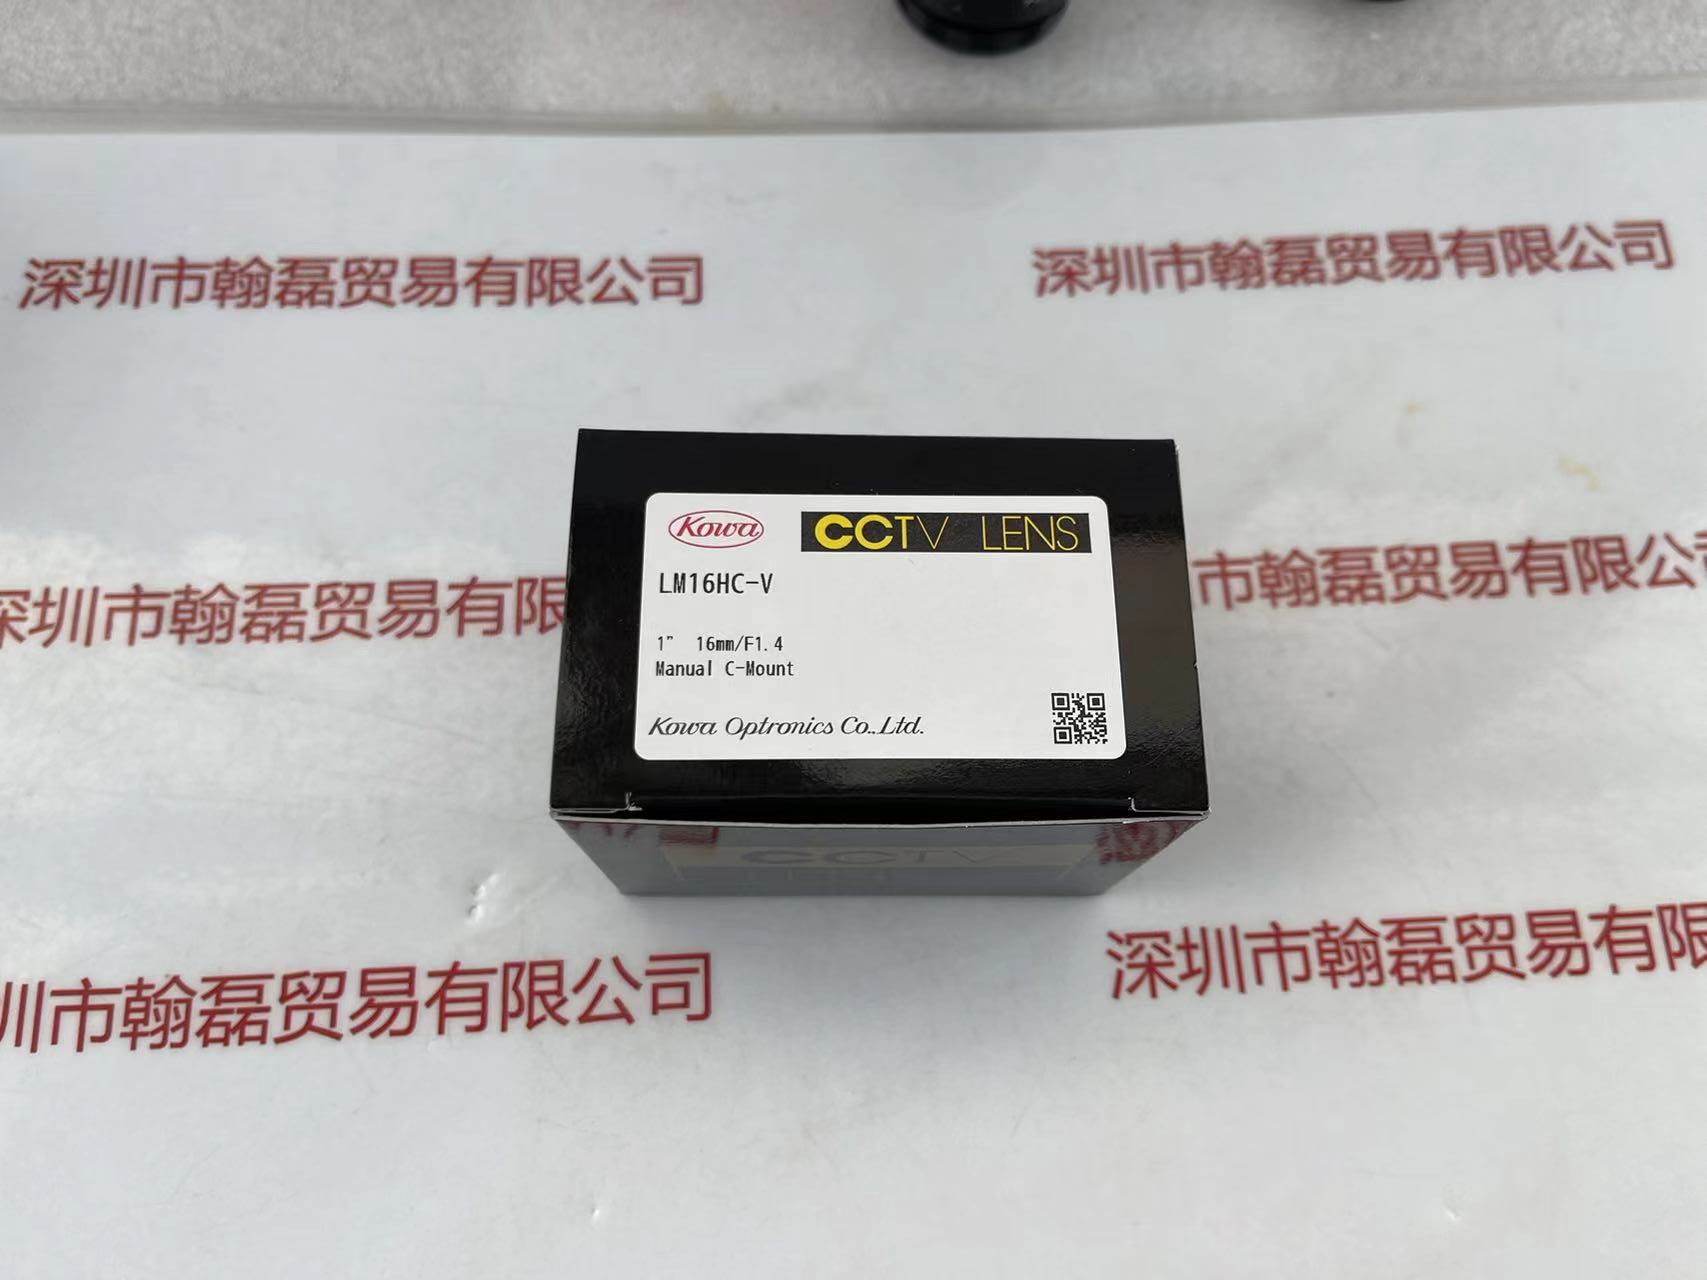 深圳市翰磊贸易有限公司
深圳市翰磊贸易有限公司
Kowa
CCTV LENS
LM16HC-V
深圳市翰磊贸易有
市翰磊贸易有限公
1" 16mm/F1.4
Manual C-Mount
Kowa Optronics Co.,Ltd.
CCTV
圳市翰磊贸易有限公司
深圳市翰磊贸易有限